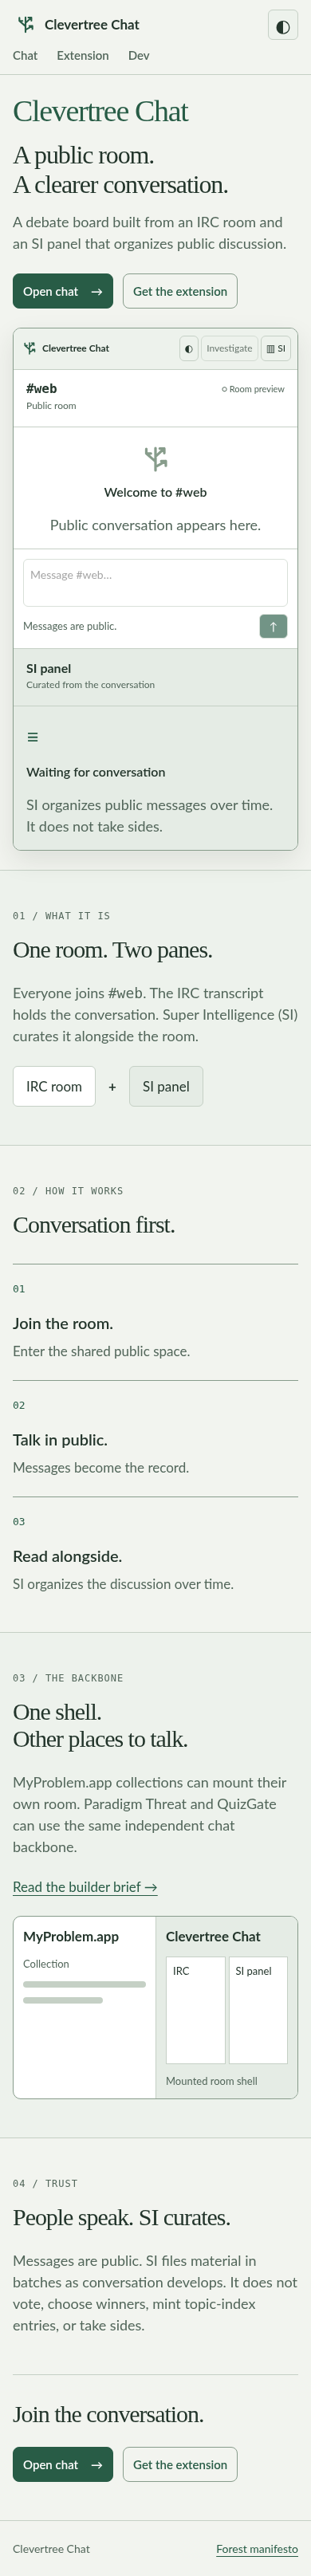 Clevertree Chat
Chat Extension Dev
Clevertree Chat
A public room.
A clearer conversation.
A debate board built from an IRC room and
an SI panel that organizes public discussion.
Open chat → Get the extension
Clevertree Chat Investigate SI
#web Room preview
Public room
Welcome to #web
Public conversation appears here.
Message #web...
Messages are public. ↑
SI panel
Curated from the conversation
Waiting for conversation
SI organizes public messages over time.
It does not take sides.
01 / WHAT IT IS
One room. Two panes.
Everyone joins #web. The IRC transcript
holds the conversation. Super Intelligence (SI)
curates it alongside the room.
IRC room + SI panel
02 / HOW IT WORKS
Conversation first.
01
Join the room.
Enter the shared public space.
02
Talk in public.
Messages become the record.
03
Read alongside.
SI organizes the discussion over time.
03 / THE BACKBONE
One shell.
Other places to talk.
MyProblem.app collections can mount their
own room. Paradigm Threat and QuizGate
can use the same independent chat
backbone.
Read the builder brief →
MyProblem.app Clevertree Chat
Collection
IRC SI panel
Mounted room shell
04 / TRUST
People speak. SI curates.
Messages are public. SI files material in
batches as conversation develops. It does not
vote, choose winners, mint topic-index
entries, or take sides.
Join the conversation.
Open chat → Get the extension
Clevertree Chat Forest manifesto